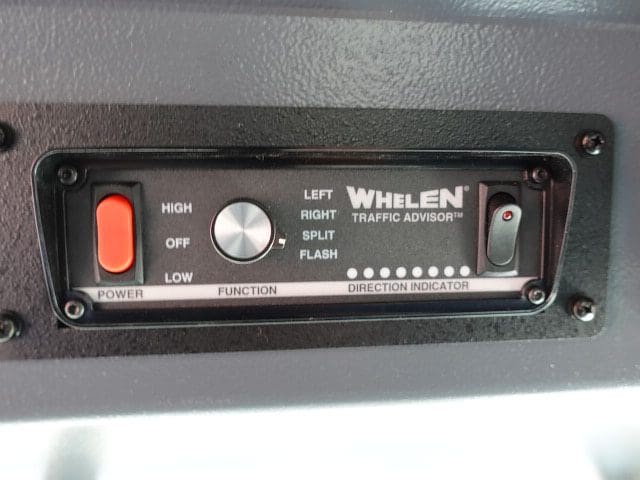 HIGH
OFF
LOW
POWER
FUNCTION
LEFT
RIGHT
SPLIT
FLASH
WHELEN®
TRAFFIC ADVISOR™
DIRECTION INDICATOR